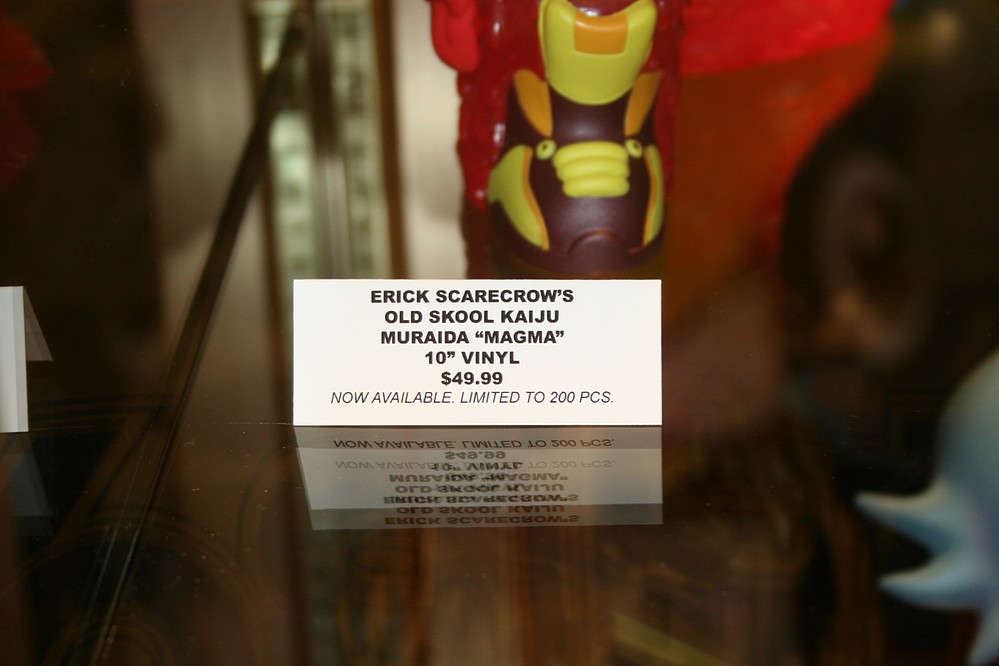 ERICK SCARECROW'S
OLD SKOOL KAIJU
MURAIDA “MAGMA”
10” VINYL
$49.99
NOW AVAILABLE. LIMITED TO 200 PCS.